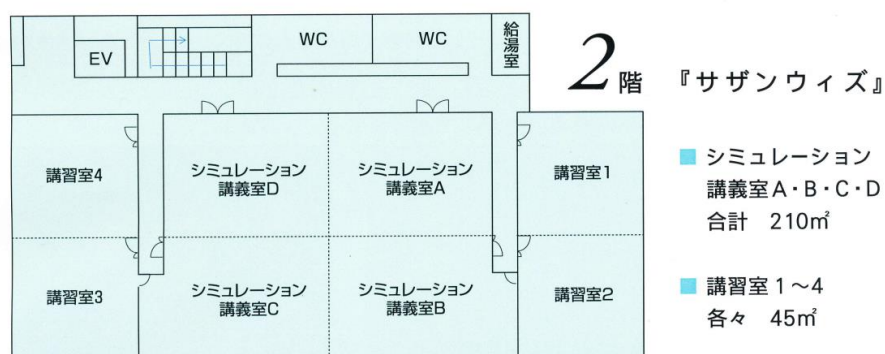 EV
WC
WC
給湯室
2階
『サザンウィズ』
講習室4
シミュレーション
講義室D
シミュレーション
講義室A
講習室1
講習室3
シミュレーション
講義室C
シミュレーション
講義室B
講習室2
シミュレーション
講義室A・B・C・D
合計 210㎡
講習室1～4
各々 45㎡